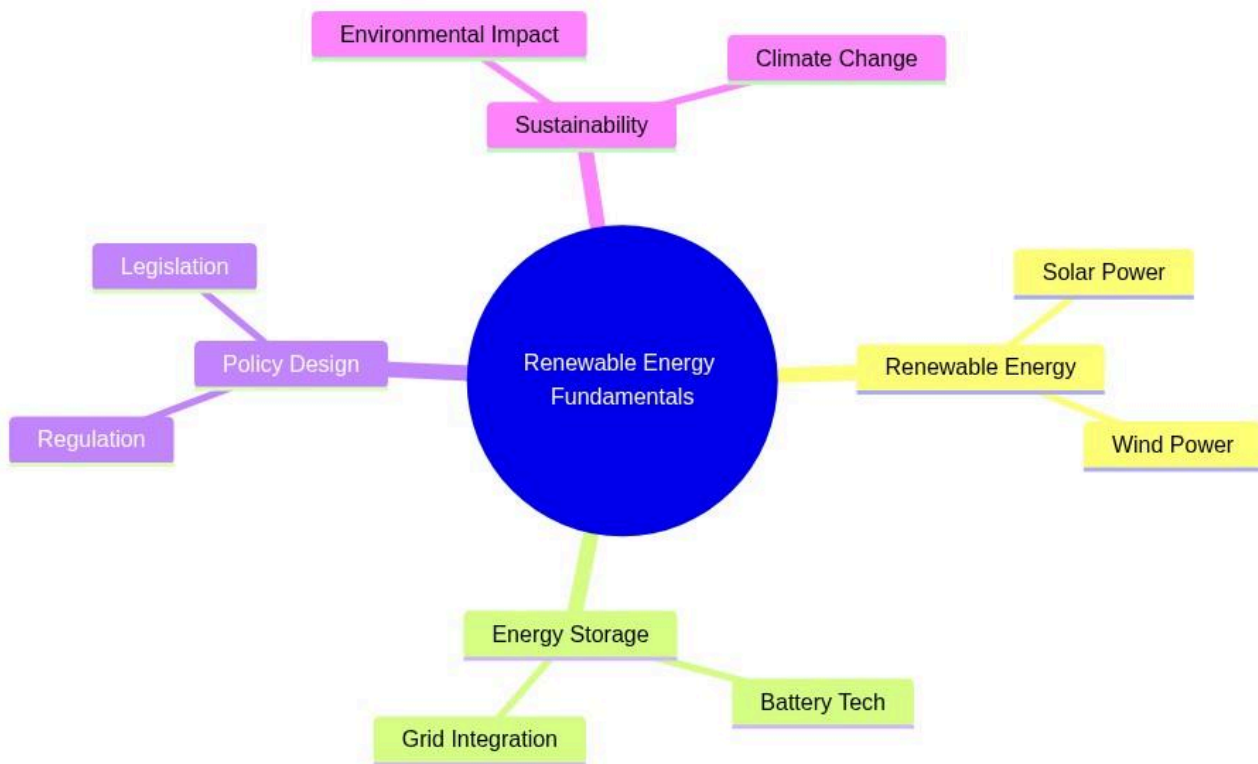 Environmental Impact
Climate Change
Sustainability
Legislation
Solar Power
Policy Design
Renewable Energy
Fundamentals
Renewable Energy
Regulation
Wind Power
Energy Storage
Battery Tech
Grid Integration